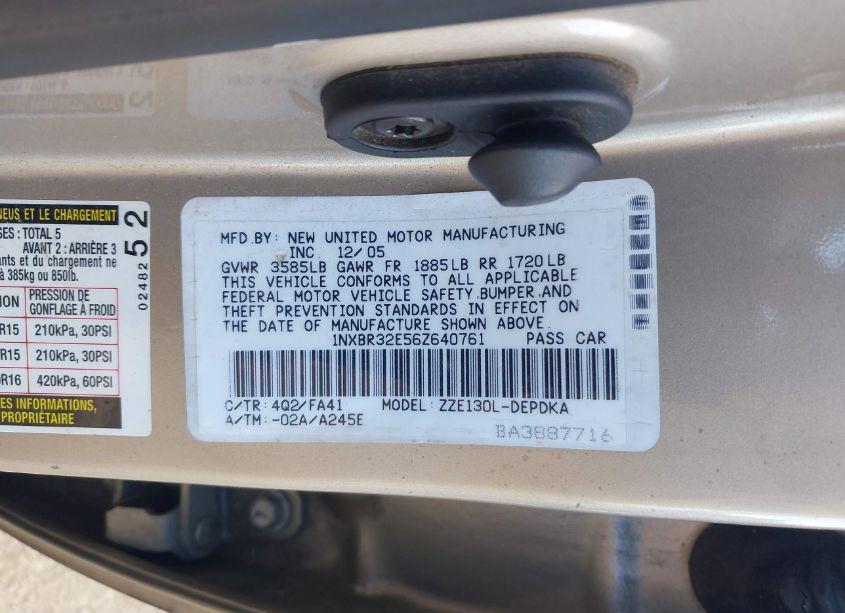 NEUS ET LE CHARGEMENT
SES : TOTAL 5
AVANT 2 : ARRIÈRE 3
ants et du chargement ne
à 385kg ou 850lb.
ION PRESSION DE GONFLAGE À FROID
R15 210kPa, 30PSI
R15 210kPa, 30PSI
R16 420kPa, 60PSI
ES INFORMATIONS,
PROPRIÉTAIRE
02482 52
MFD.BY: NEW UNITED MOTOR MANUFACTURING
INC. 12/05
GVWR 3585LB GAWR FR 1885LB RR 1720LB
THIS VEHICLE CONFORMS TO ALL APPLICABLE
FEDERAL MOTOR VEHICLE SAFETY,BUMPER,AND
THEFT PREVENTION STANDARDS IN EFFECT ON
THE DATE OF MANUFACTURE SHOWN ABOVE.
1NXBR32E56Z640761 PASS CAR
C/TR: 4Q2/FA41 MODEL: ZZE130L-DEPDKA
A/TM: -02A/A245E
BA3887716